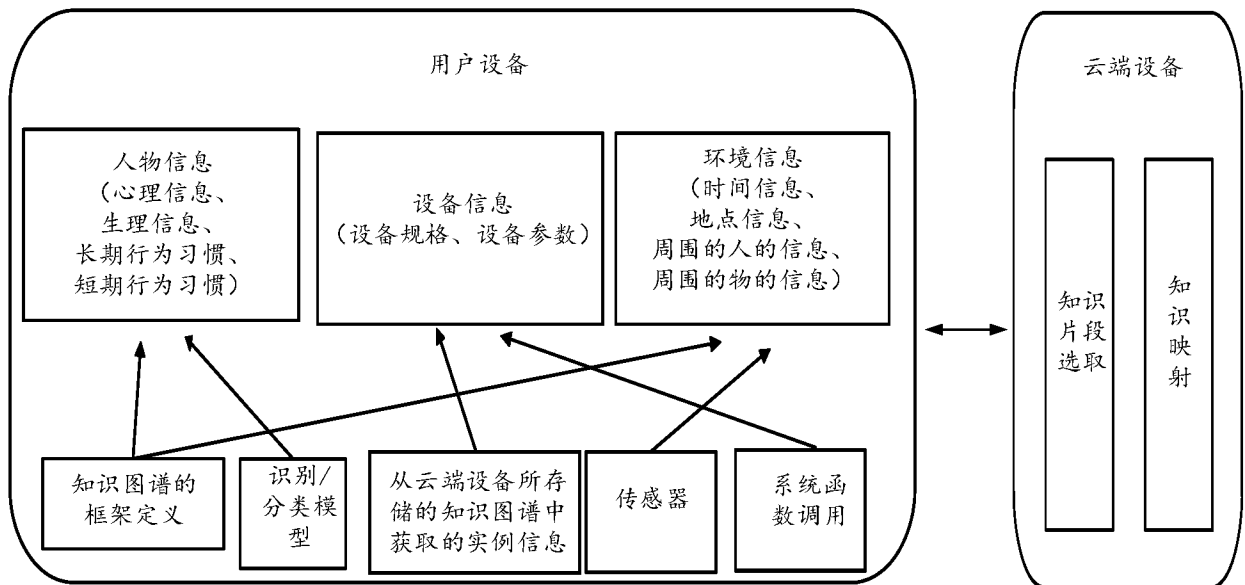 用户设备
人物信息
（心理信息、
生理信息、
长期行为习惯、
短期行为习惯）
设备信息
（设备规格、设备参数）
环境信息
（时间信息、
地点信息、
周围的人的信息、
周围的物的信息）
知识图谱的
框架定义
识别/
分类模
型
从云端设备所存
储的知识图谱中
获取的实例信息
传感器
系统函
数调用
云端设备
知识
片段
选取
知
识
映
射